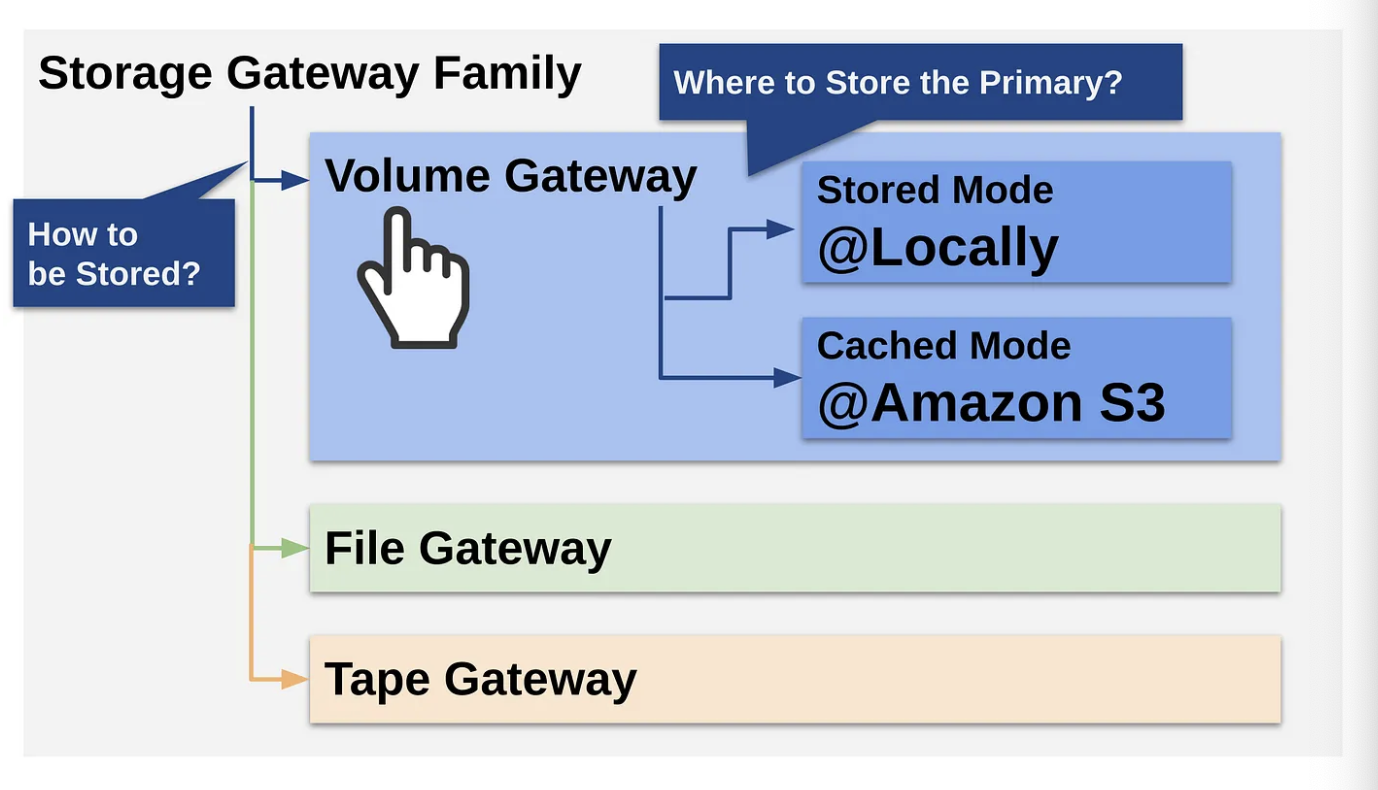 Storage Gateway Family
Where to Store the Primary?
Volume Gateway
Stored Mode
@Locally
How to
be Stored?
Cached Mode
@Amazon S3
File Gateway
Tape Gateway